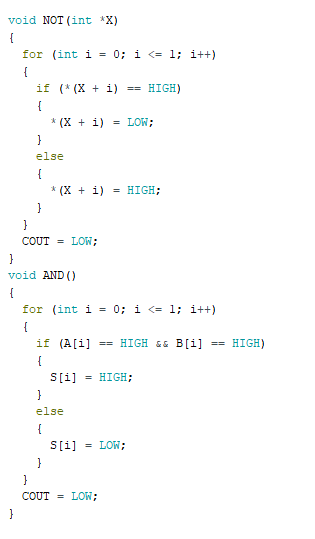 void NOT(int *X)
{
  for (int i = 0; i <= 1; i++)
  {
    if (*(X + i) == HIGH)
    {
      *(X + i) = LOW;
    }
    else
    {
      *(X + i) = HIGH;
    }
  }
  COUT = LOW;
}
void AND()
{
  for (int i = 0; i <= 1; i++)
  {
    if (A[i] == HIGH && B[i] == HIGH)
    {
      S[i] = HIGH;
    }
    else
    {
      S[i] = LOW;
    }
  }
  COUT = LOW;
}